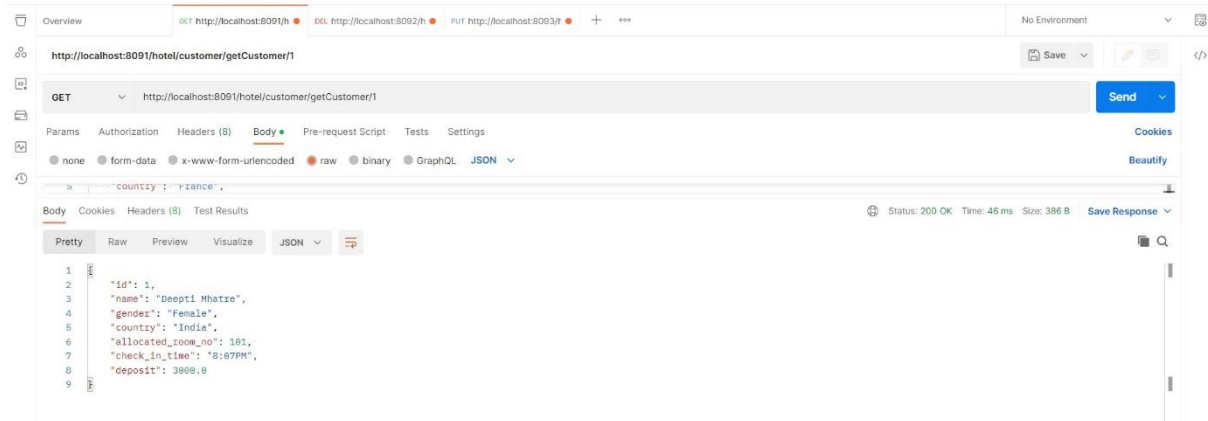 Overview GET http://localhost:8091/h DEL http://localhost:8092/h PUT http://localhost:8093/h + ooo No Environment
http://localhost:8091/hotel/customer/getCustomer/1 Save </>
GET http://localhost:8091/hotel/customer/getCustomer/1 Send
Params Authorization Headers (8) Body Pre-request Script Tests Settings Cookies
none form-data x-www-form-urlencoded raw binary GraphQL JSON Beautify
5 "country": "France",
Body Cookies Headers (8) Test Results Status: 200 OK Time: 46 ms Size: 386 B Save Response
Pretty Raw Preview Visualize JSON
1 {
2 "id": 1,
3 "name": "Deepti Mhatre",
4 "gender": "Female",
5 "country": "India",
6 "allocated_room_no": 101,
7 "check_in_time": "8:07PM",
8 "deposit": 3000.0
9 }